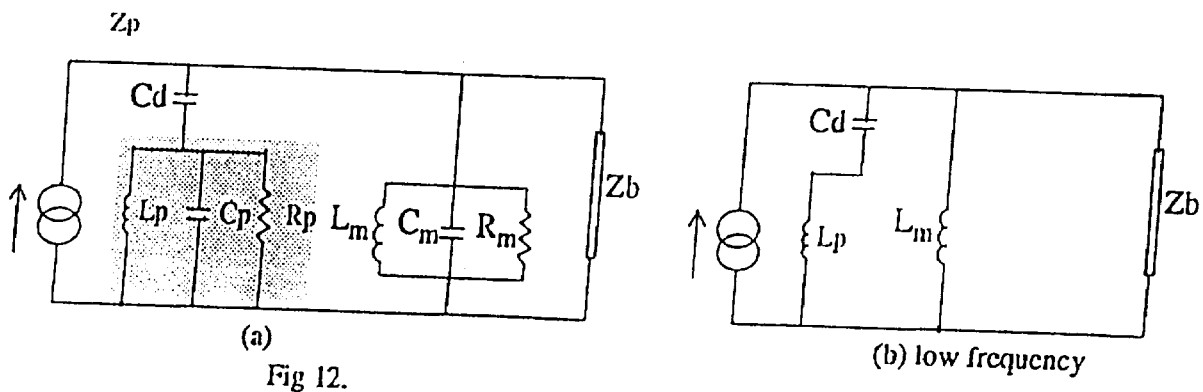 Zp
Cd
Lp
Cp
Rp
Lm
Cm
Rm
Zb
(a)
Fig 12.
Cd
Lp
Lm
Zb
(b) low frequency